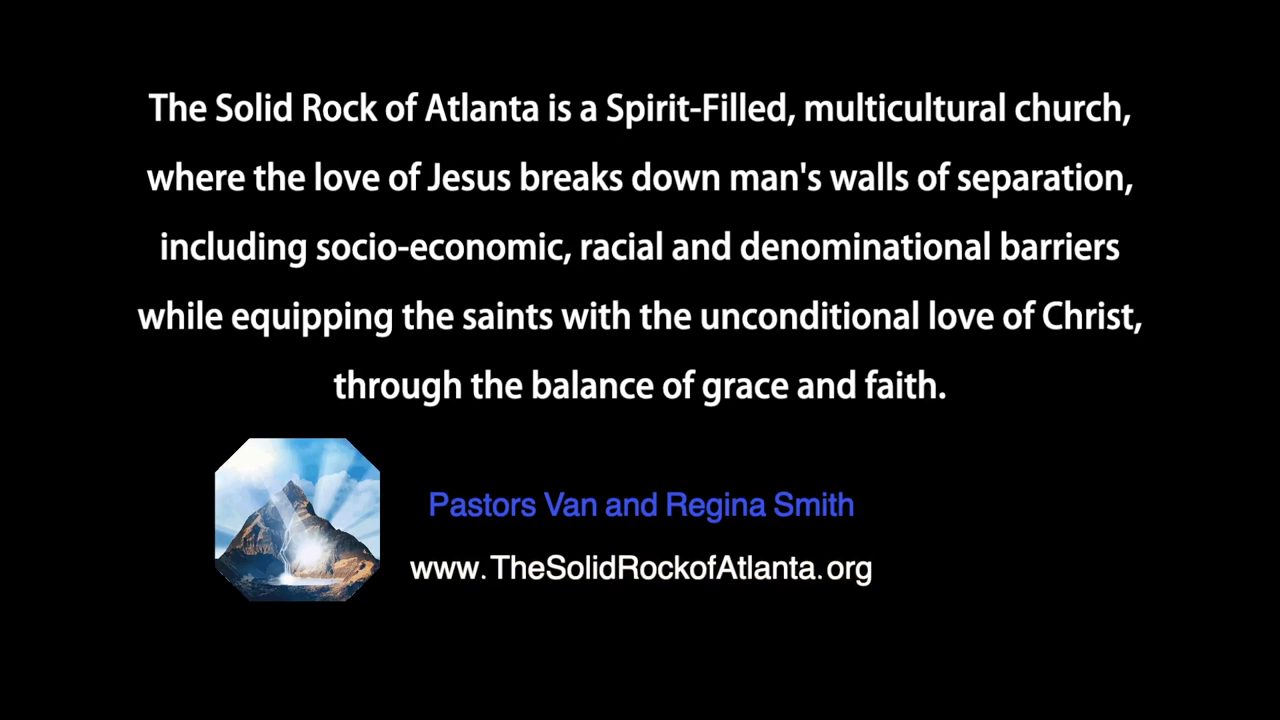 The Solid Rock of Atlanta is a Spirit-Filled, multicultural church,
where the love of Jesus breaks down man's walls of separation,
including socio-economic, racial and denominational barriers
while equipping the saints with the unconditional love of Christ,
through the balance of grace and faith.
Pastors Van and Regina Smith
www.TheSolidRockofAtlanta.org